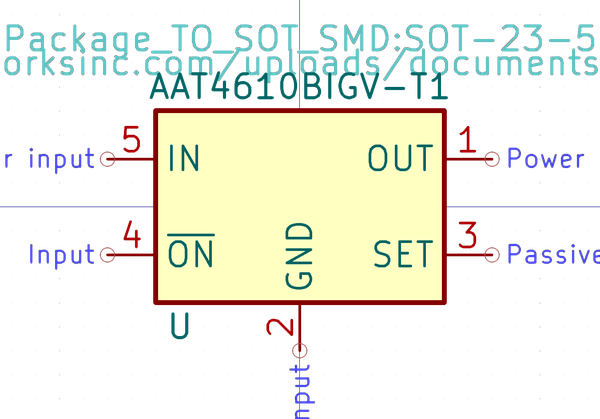 Package_TO_SOT_SMD:SOT-23-5
orksinc.com/uploads/documents
AAT4610BIGV-T1
r input 5 IN OUT 1 Power
Input 4 ON GND SET 3 Passive
U 2
nput